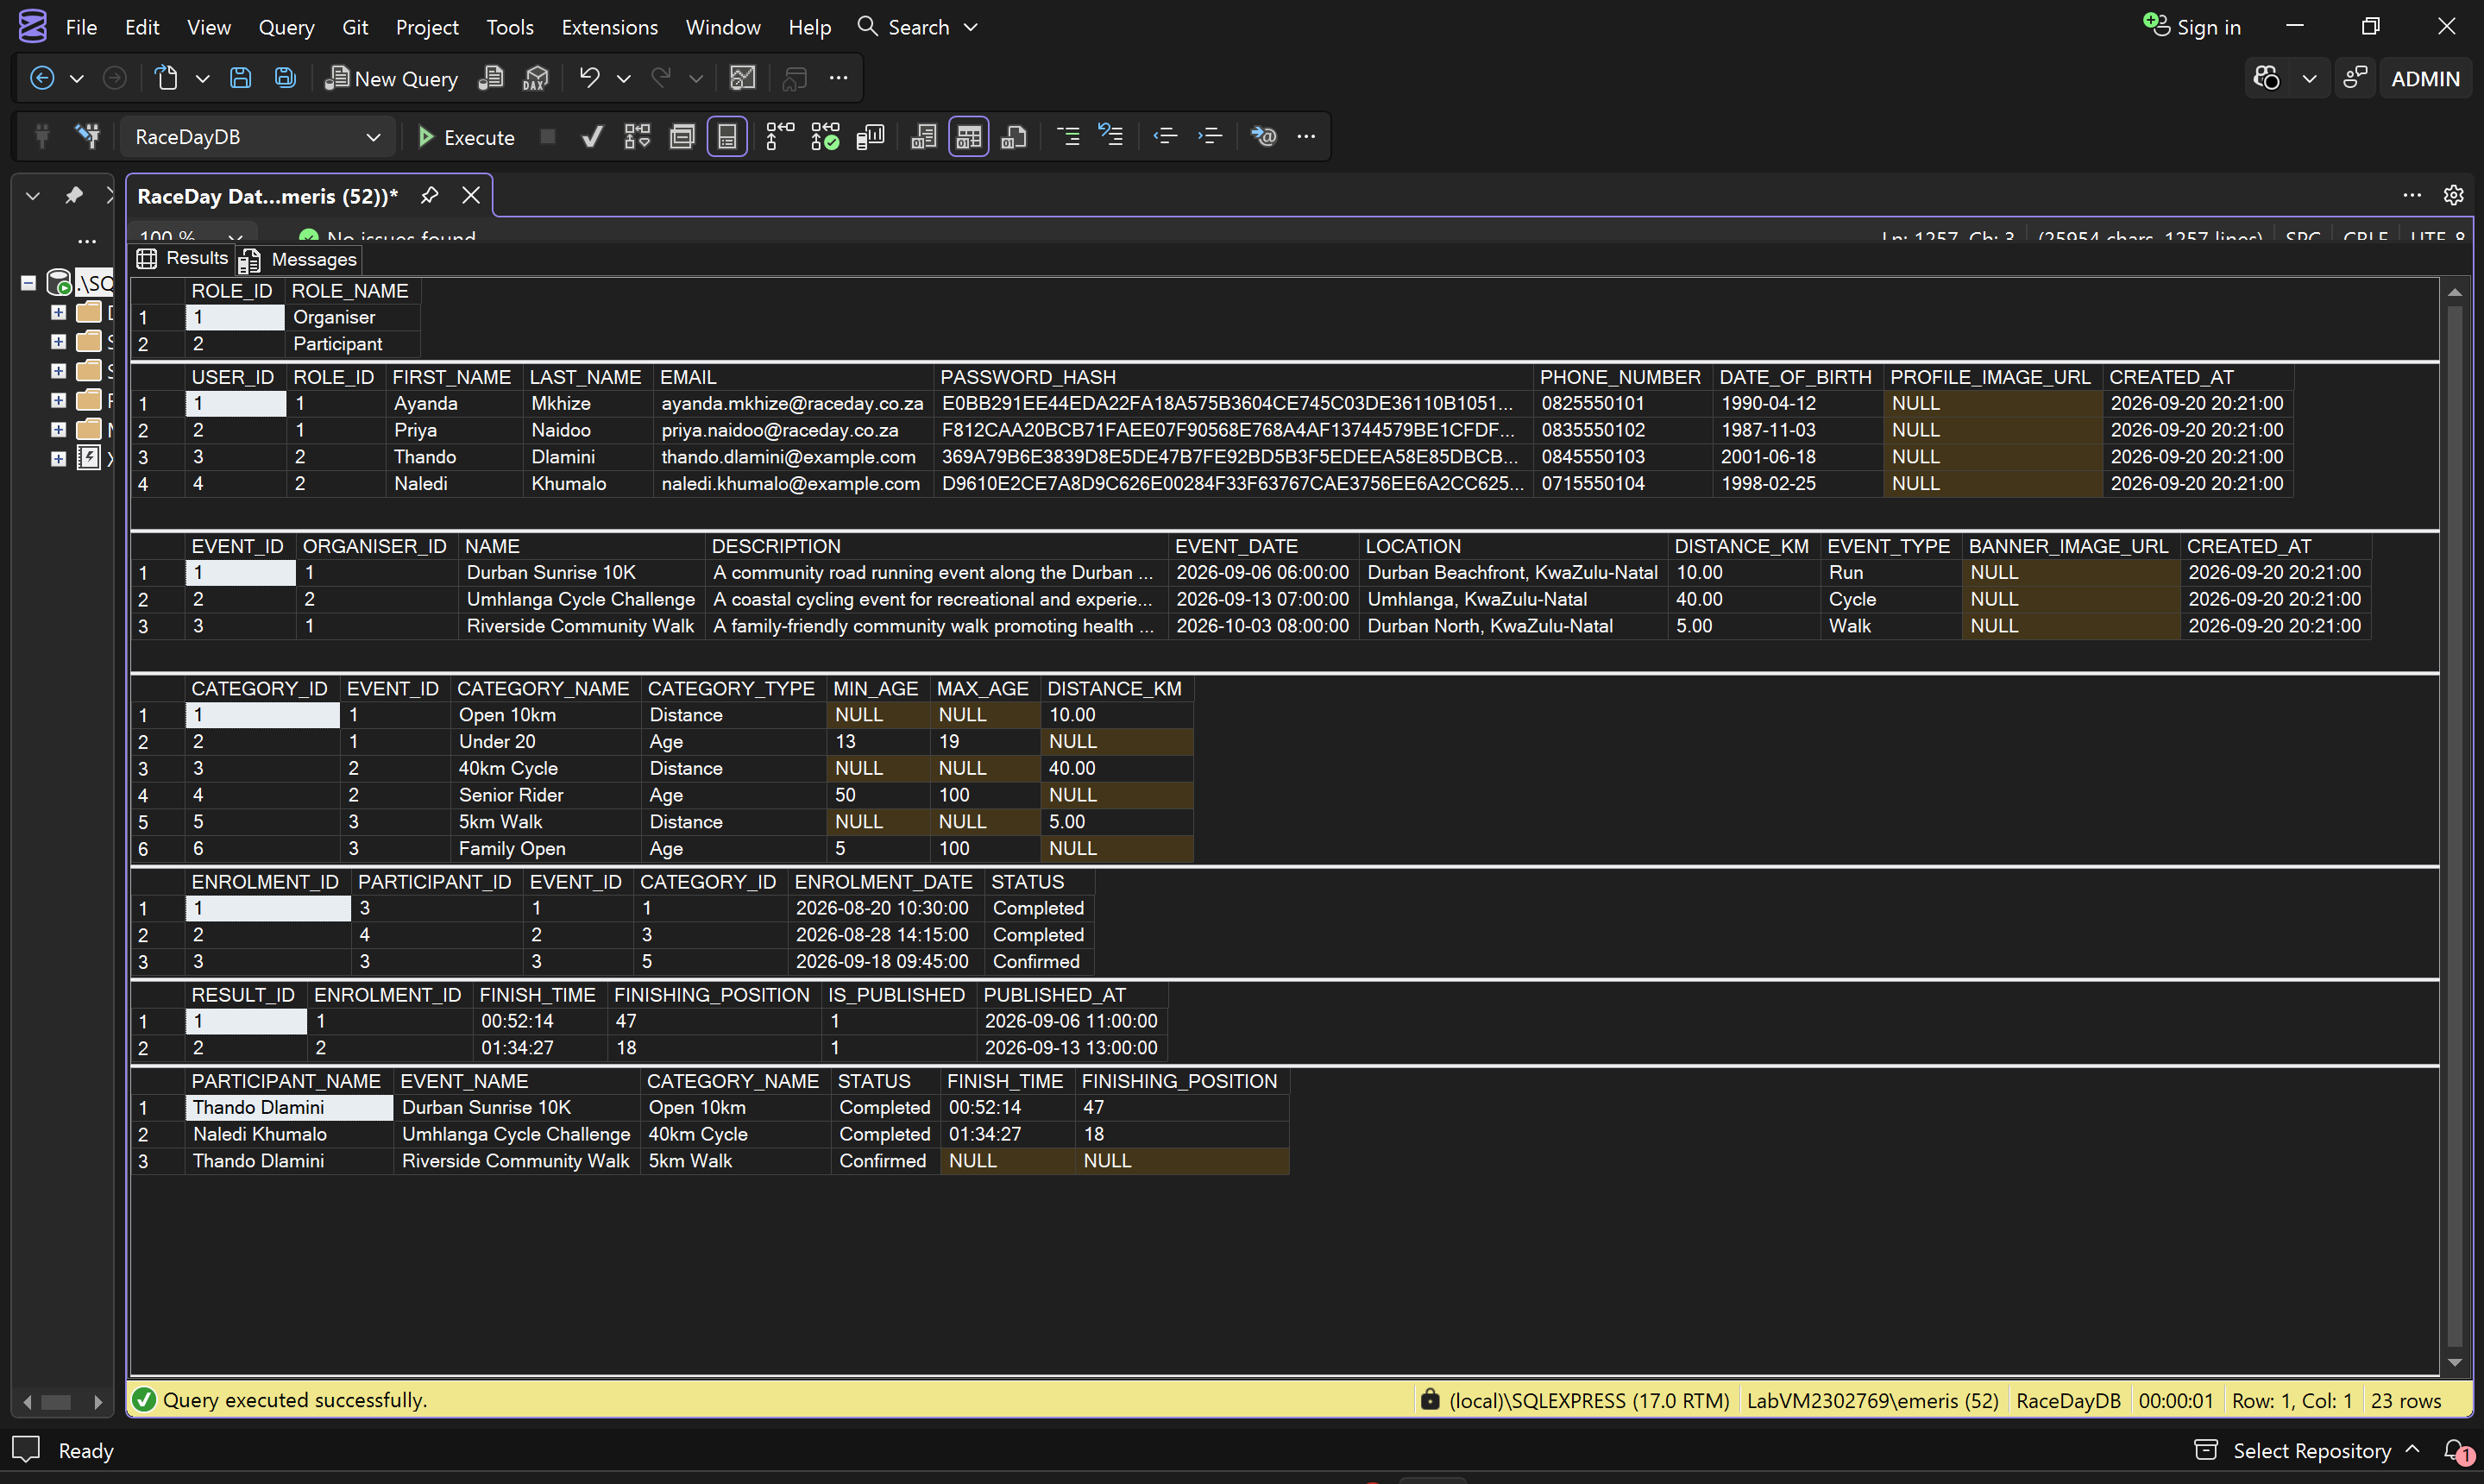 File Edit View Query Git Project Tools Extensions Window Help Search Sign in
New Query DAX ADMIN
RaceDayDB Execute
RaceDay Dat...meris (52))*
100 % No issues found Ln: 1257 Ch: 3 (25954 chars, 1257 lines) SPC CRLF UTF-8
Results Messages
.\SQ
ROLE_ID ROLE_NAME
1 1 Organiser
2 2 Participant
USER_ID ROLE_ID FIRST_NAME LAST_NAME EMAIL PASSWORD_HASH PHONE_NUMBER DATE_OF_BIRTH PROFILE_IMAGE_URL CREATED_AT
1 1 1 Ayanda Mkhize ayanda.mkhize@raceday.co.za E0BB291EE44EDA22FA18A575B3604CE745C03DE36110B1051... 0825550101 1990-04-12 NULL 2026-09-20 20:21:00
2 2 1 Priya Naidoo priya.naidoo@raceday.co.za F812CAA20BCB71FAEE07F90568E768A4AF13744579BE1CFDF... 0835550102 1987-11-03 NULL 2026-09-20 20:21:00
3 3 2 Thando Dlamini thando.dlamini@example.com 369A79B6E3839D8E5DE47B7FE92BD5B3F5EDEEA58E85DBCB... 0845550103 2001-06-18 NULL 2026-09-20 20:21:00
4 4 2 Naledi Khumalo naledi.khumalo@example.com D9610E2CE7A8D9C626E00284F33F63767CAE3756EE6A2CC625... 0715550104 1998-02-25 NULL 2026-09-20 20:21:00
EVENT_ID ORGANISER_ID NAME DESCRIPTION EVENT_DATE LOCATION DISTANCE_KM EVENT_TYPE BANNER_IMAGE_URL CREATED_AT
1 1 1 Durban Sunrise 10K A community road running event along the Durban ... 2026-09-06 06:00:00 Durban Beachfront, KwaZulu-Natal 10.00 Run NULL 2026-09-20 20:21:00
2 2 2 Umhlanga Cycle Challenge A coastal cycling event for recreational and experie... 2026-09-13 07:00:00 Umhlanga, KwaZulu-Natal 40.00 Cycle NULL 2026-09-20 20:21:00
3 3 1 Riverside Community Walk A family-friendly community walk promoting health ... 2026-10-03 08:00:00 Durban North, KwaZulu-Natal 5.00 Walk NULL 2026-09-20 20:21:00
CATEGORY_ID EVENT_ID CATEGORY_NAME CATEGORY_TYPE MIN_AGE MAX_AGE DISTANCE_KM
1 1 1 Open 10km Distance NULL NULL 10.00
2 2 1 Under 20 Age 13 19 NULL
3 3 2 40km Cycle Distance NULL NULL 40.00
4 4 2 Senior Rider Age 50 100 NULL
5 5 3 5km Walk Distance NULL NULL 5.00
6 6 3 Family Open Age 5 100 NULL
ENROLMENT_ID PARTICIPANT_ID EVENT_ID CATEGORY_ID ENROLMENT_DATE STATUS
1 1 3 1 1 2026-08-20 10:30:00 Completed
2 2 4 2 3 2026-08-28 14:15:00 Completed
3 3 3 3 5 2026-09-18 09:45:00 Confirmed
RESULT_ID ENROLMENT_ID FINISH_TIME FINISHING_POSITION IS_PUBLISHED PUBLISHED_AT
1 1 1 00:52:14 47 1 2026-09-06 11:00:00
2 2 2 01:34:27 18 1 2026-09-13 13:00:00
PARTICIPANT_NAME EVENT_NAME CATEGORY_NAME STATUS FINISH_TIME FINISHING_POSITION
1 Thando Dlamini Durban Sunrise 10K Open 10km Completed 00:52:14 47
2 Naledi Khumalo Umhlanga Cycle Challenge 40km Cycle Completed 01:34:27 18
3 Thando Dlamini Riverside Community Walk 5km Walk Confirmed NULL NULL
Query executed successfully. (local)\SQLEXPRESS (17.0 RTM) LabVM2302769\emeris (52) RaceDayDB 00:00:01 Row: 1, Col: 1 23 rows
Ready Select Repository 1